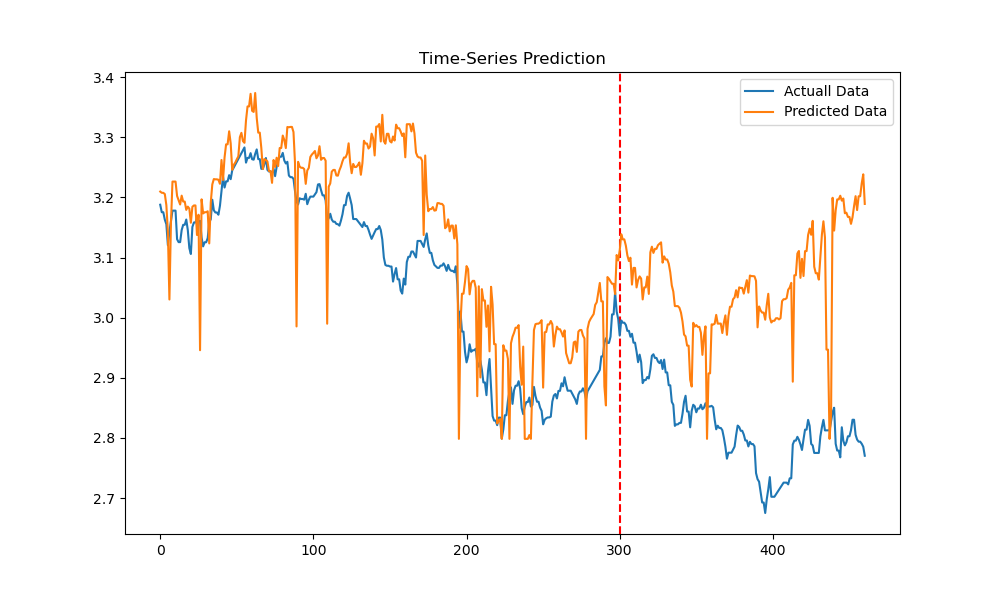 Time-Series Prediction
Actuall Data
Predicted Data
3.4
3.3
3.2
3.1
3.0
2.9
2.8
2.7
0 100 200 300 400